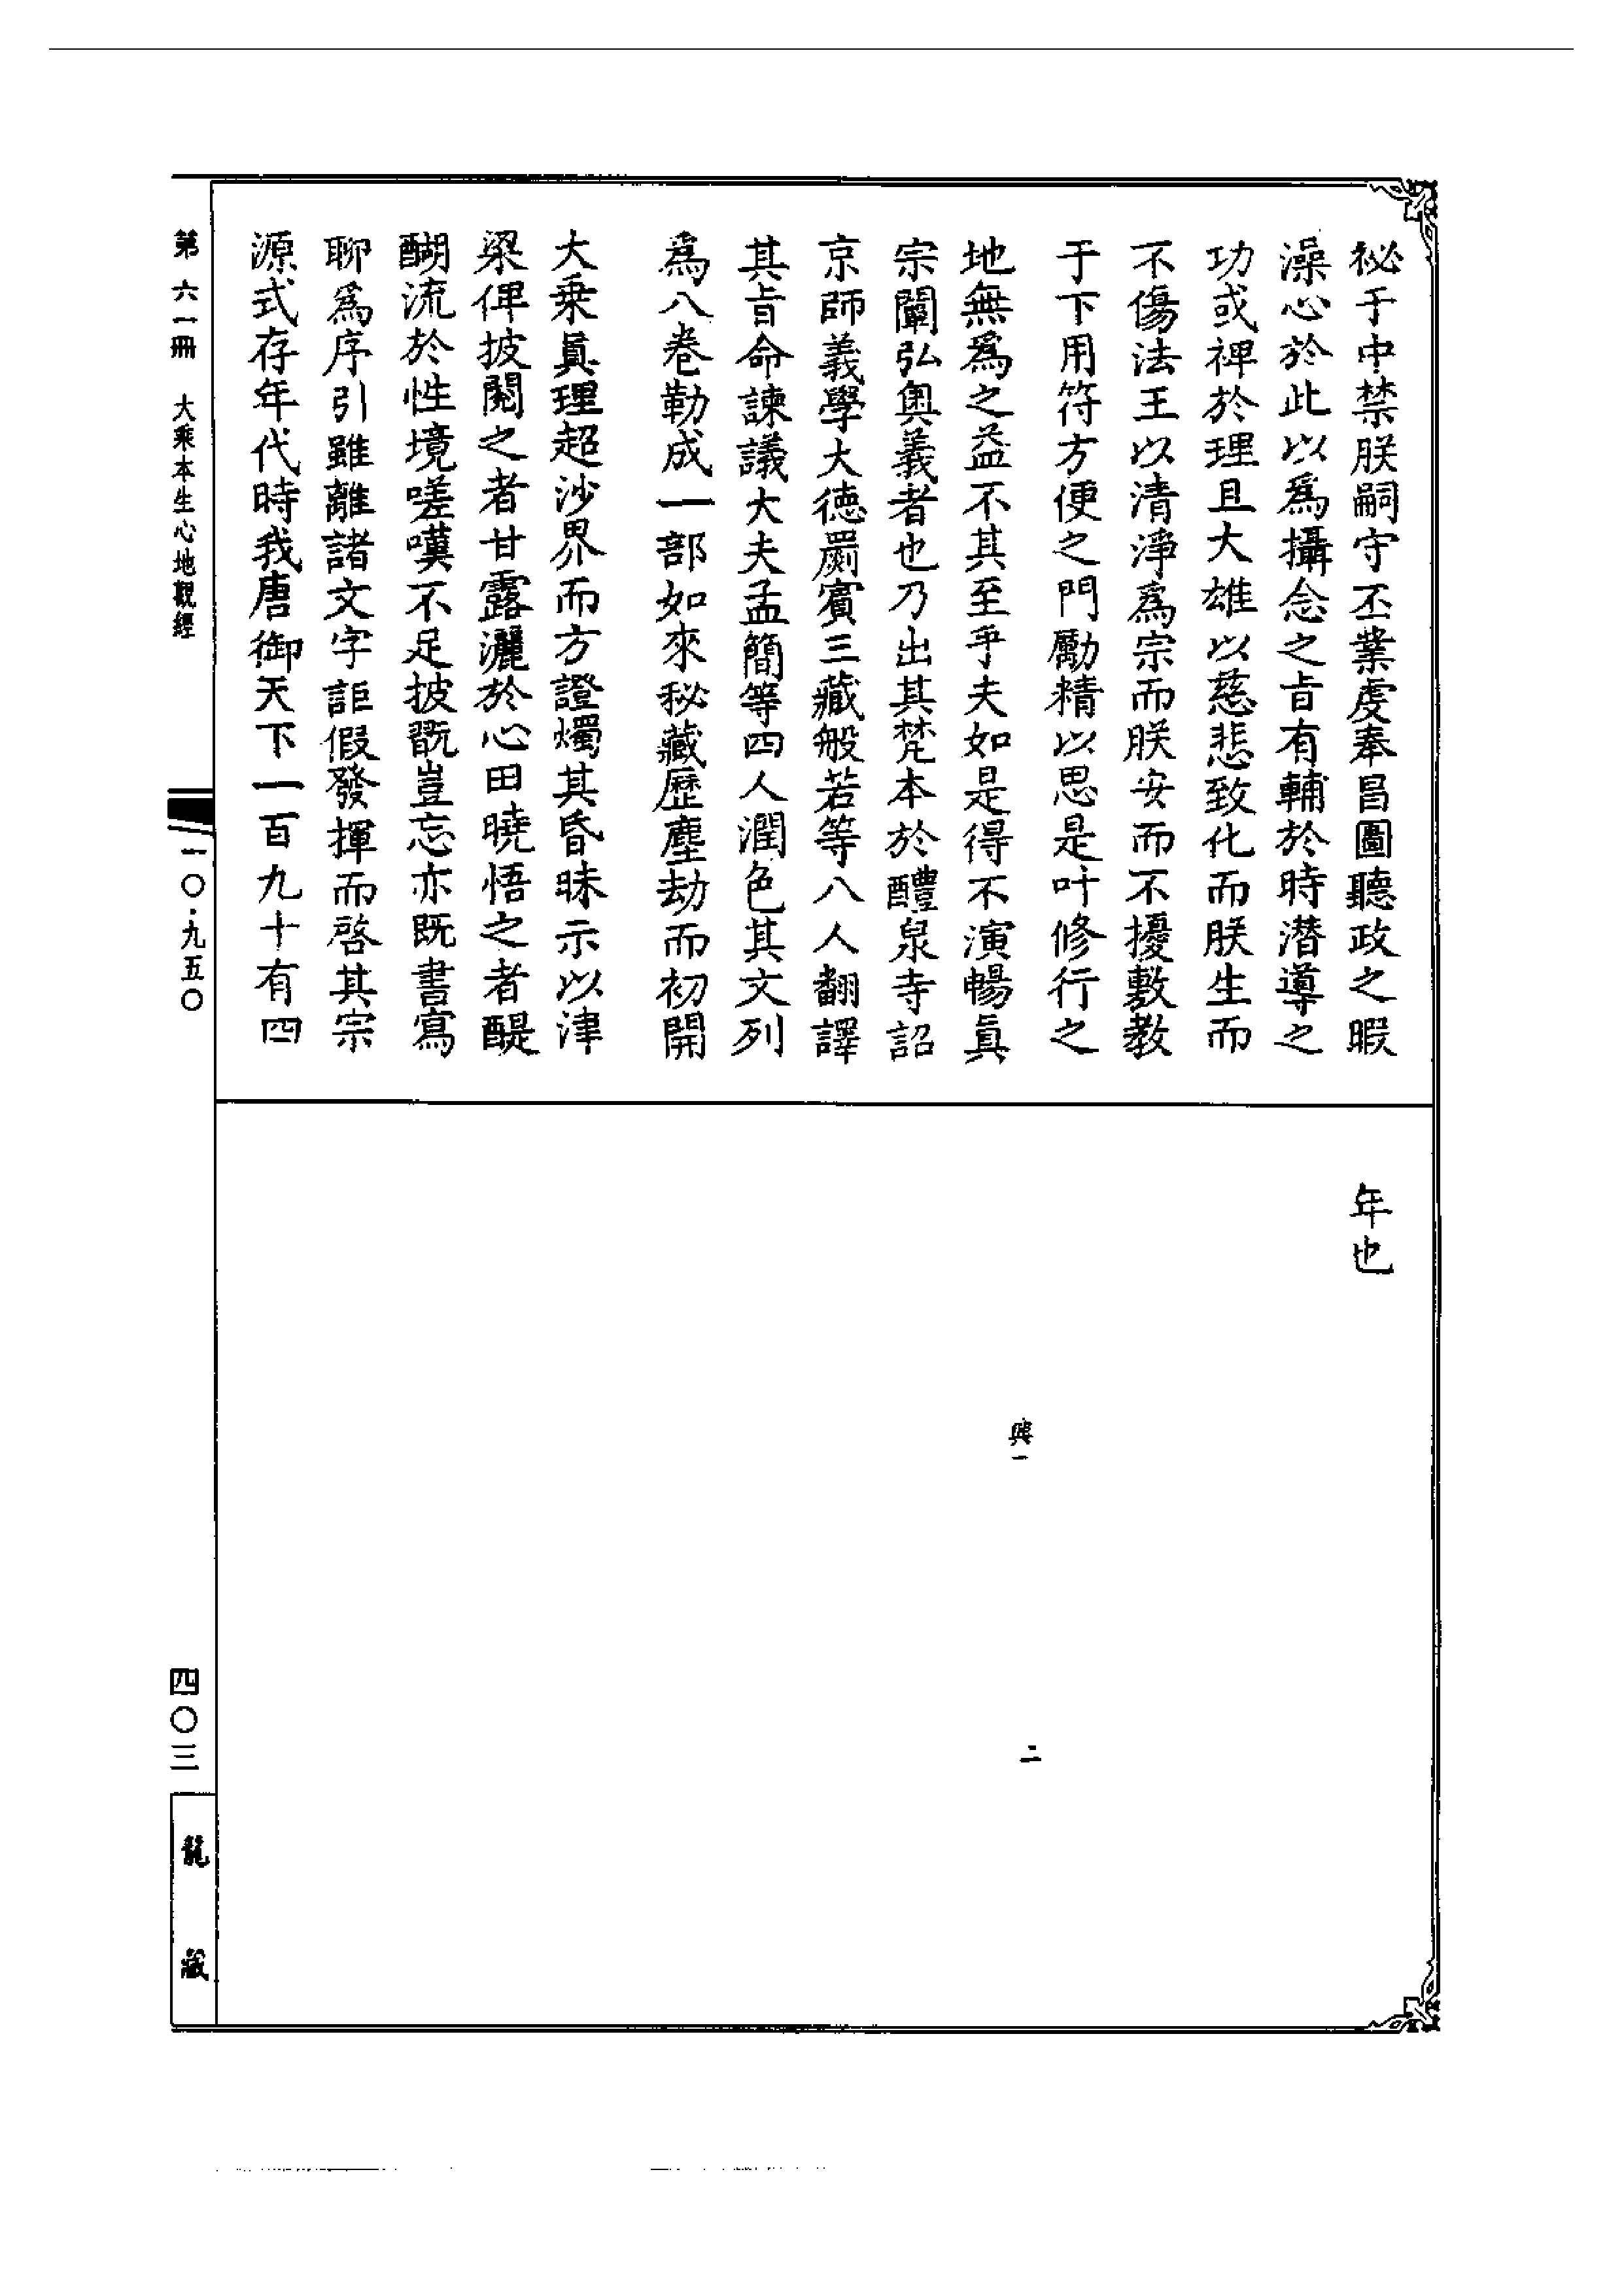 祕于中禁朕嗣守丕業虔奉昌圖聽政之暇
澡心於此以爲攝念之旨有輔於時潛導之
功或禆於理且大雄以慈悲致化而朕生而
不傷法王以清淨爲宗而朕安而不擾敷教
于下用符方便之門勵精以思是叶修行之
地無爲之益不其至乎夫如是得不演暢眞
宗闡弘奥義者也乃出其梵本於醴泉寺詔
京師義學大德罽賓三藏般若等八人翻譯
其旨命諫議大夫孟簡等四人潤色其文列
爲八卷勒成一部如來秘藏歷塵劫而初開
大乗眞理超沙界而方證燭其昏昧示以津
梁俾披閱之者甘露灑於心田曉悟之者醍
醐流於性境嗟嘆不足披翫豈忘亦既書寫
聊爲序引雖離諸文字詎假發揮而啓其宗
源式存年代時我唐御天下一百九十有四
年也
興一
二
第六一冊 大乘本生心地觀經
一〇·九五〇
四〇三
龍藏